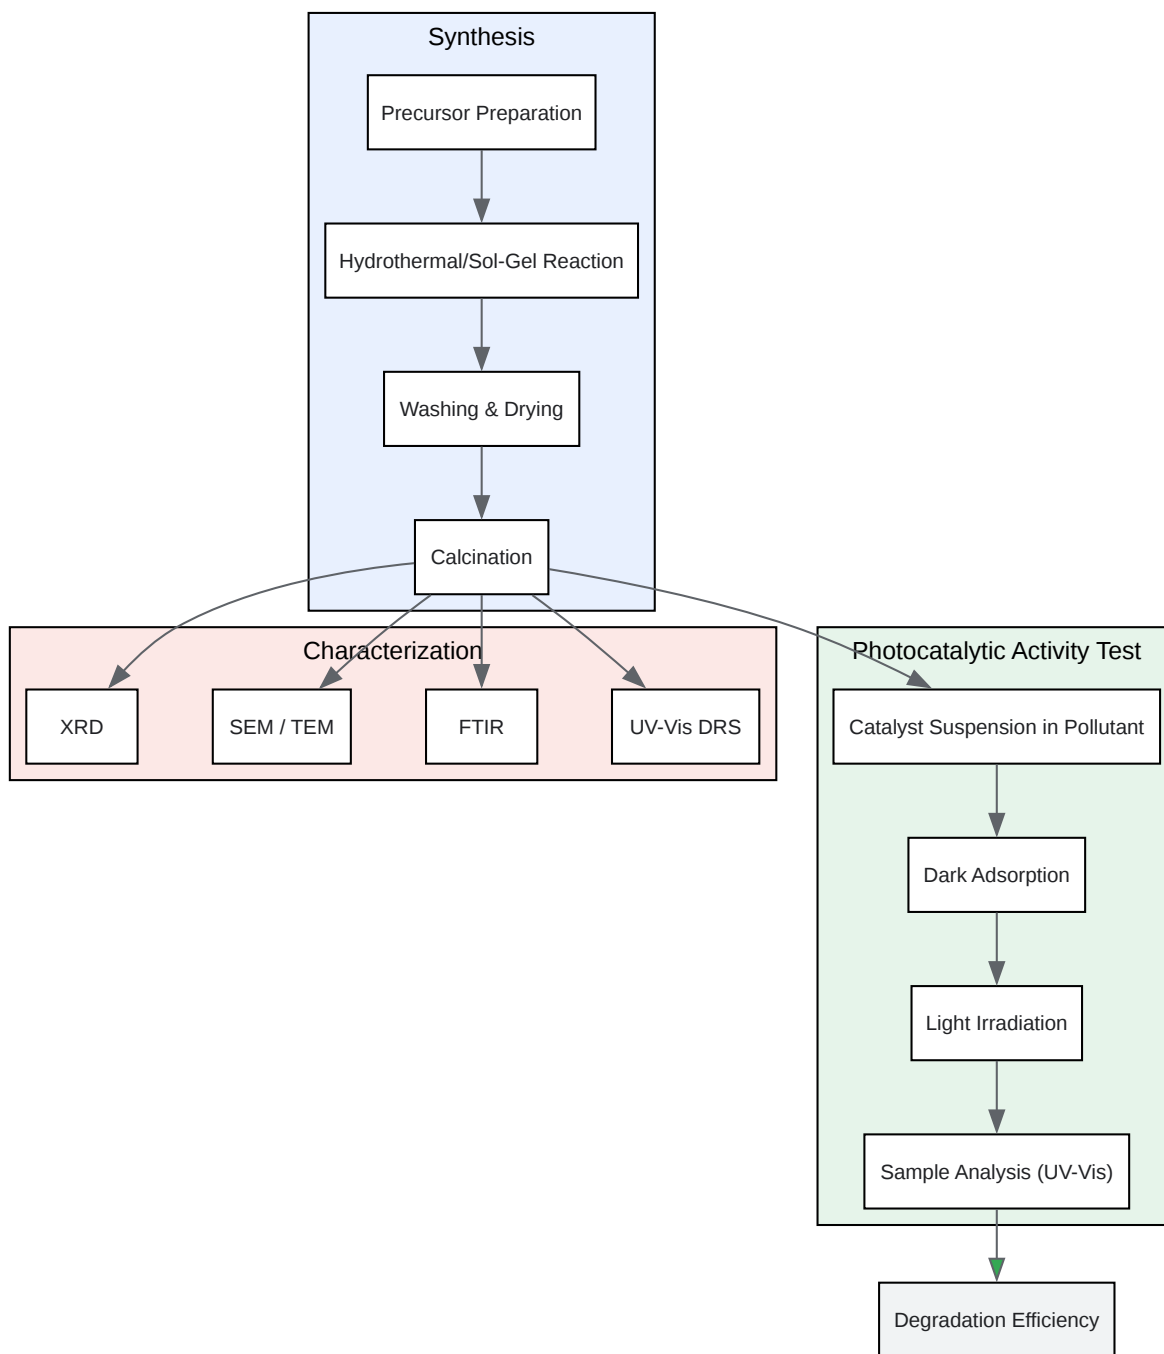 Synthesis
Precursor Preparation
Hydrothermal/Sol-Gel Reaction
Washing & Drying
Calcination
Characterization
XRD
SEM / TEM
FTIR
UV-Vis DRS
Photocatalytic Activity Test
Catalyst Suspension in Pollutant
Dark Adsorption
Light Irradiation
Sample Analysis (UV-Vis)
Degradation Efficiency